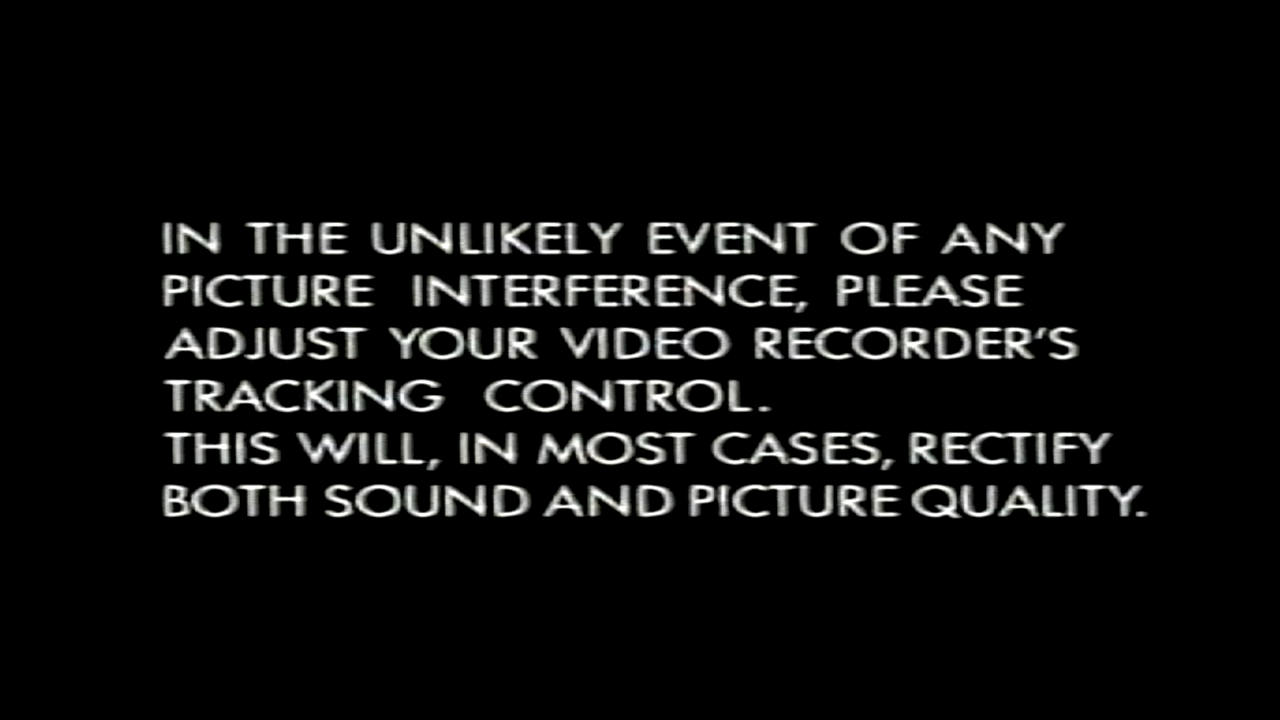 IN THE UNLIKELY EVENT OF ANY
PICTURE INTERFERENCE, PLEASE
ADJUST YOUR VIDEO RECORDER'S
TRACKING CONTROL.
THIS WILL, IN MOST CASES, RECTIFY
BOTH SOUND AND PICTURE QUALITY.